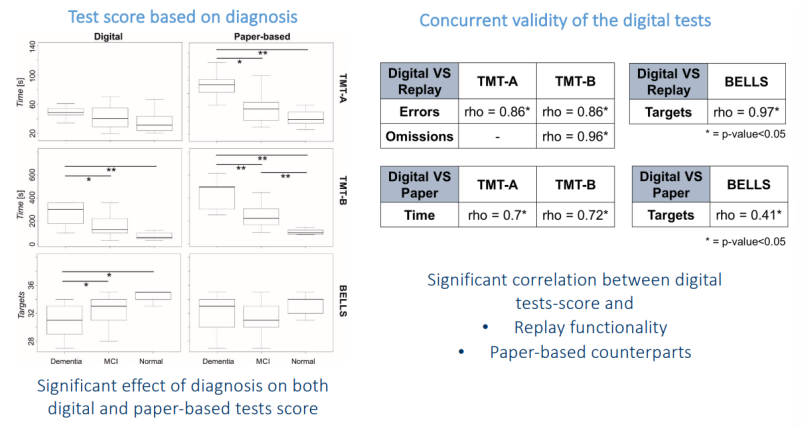 Test score based on diagnosis
Digital
Paper-based
Time [s]
20
60
100
140
**
*
TMT-A
Time [s]
0
200
400
600
**
*
**
**
**
TMT-B
Targets
28
32
36
*
*
BELLS
Dementia MCI Normal
Dementia MCI Normal
Significant effect of diagnosis on both
digital and paper-based tests score
Concurrent validity of the digital tests
Digital VS Replay TMT-A TMT-B
Errors rho = 0.86* rho = 0.86*
Omissions - rho = 0.96*
Digital VS Replay BELLS
Targets rho = 0.97*
* = p-value<0.05
Digital VS Paper TMT-A TMT-B
Time rho = 0.7* rho = 0.72*
Digital VS Paper BELLS
Targets rho = 0.41*
* = p-value<0.05
Significant correlation between digital
tests-score and
• Replay functionality
• Paper-based counterparts